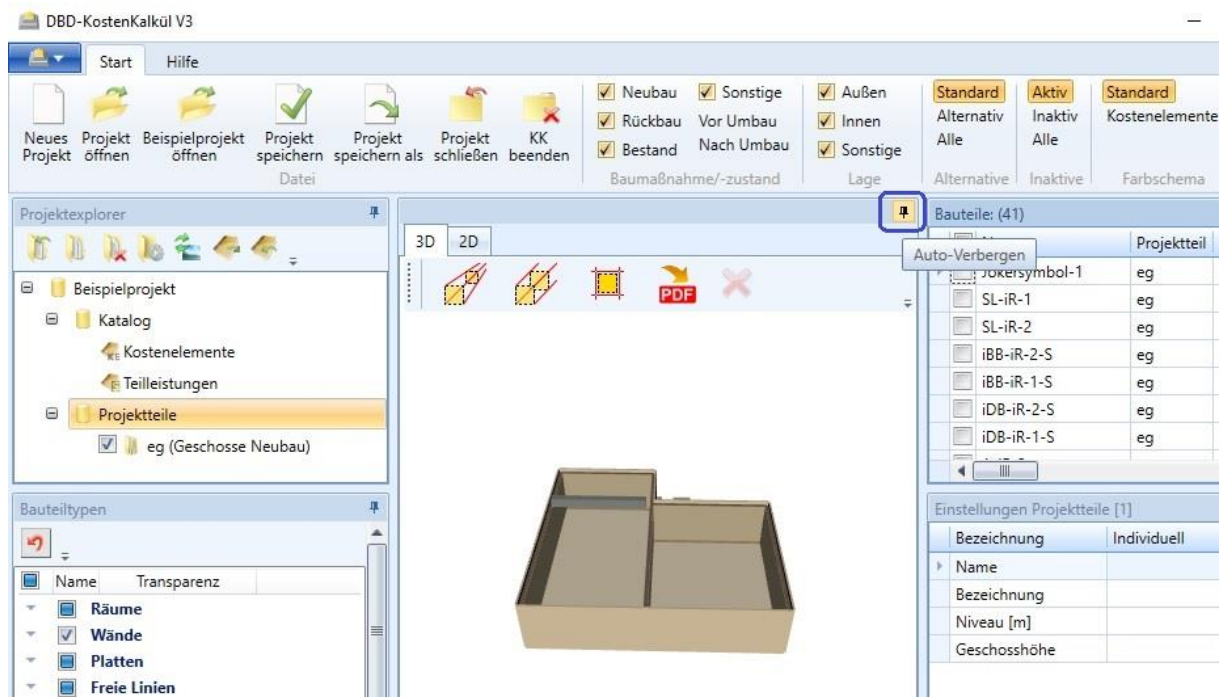 DBD-KostenKalkül V3
Start Hilfe
Neues Projekt
Projekt öffnen
Beispielprojekt öffnen
Projekt speichern
Projekt speichern als
Projekt schließen
KK beenden
Datei
Neubau Sonstige
Rückbau Vor Umbau
Bestand Nach Umbau
Baumaßnahme/-zustand
Außen
Innen
Sonstige
Lage
Standard
Alternativ
Alle
Alternative
Aktiv
Inaktiv
Alle
Inaktive
Standard
Kostenelemente
Farbschema
Projektexplorer
Beispielprojekt
Katalog
Kostenelemente
Teilleistungen
Projektteile
eg (Geschosse Neubau)
Bauteiltypen
Name Transparenz
Räume
Wände
Platten
Freie Linien
3D 2D
PDF
Auto-Verbergen
Bauteile: (41)
Projektteil
Jokersymbol-1 eg
SL-iR-1 eg
SL-iR-2 eg
iBB-iR-2-S eg
iBB-iR-1-S eg
iDB-iR-2-S eg
iDB-iR-1-S eg
Einstellungen Projektteile [1]
Bezeichnung Individuell
Name
Bezeichnung
Niveau [m]
Geschosshöhe